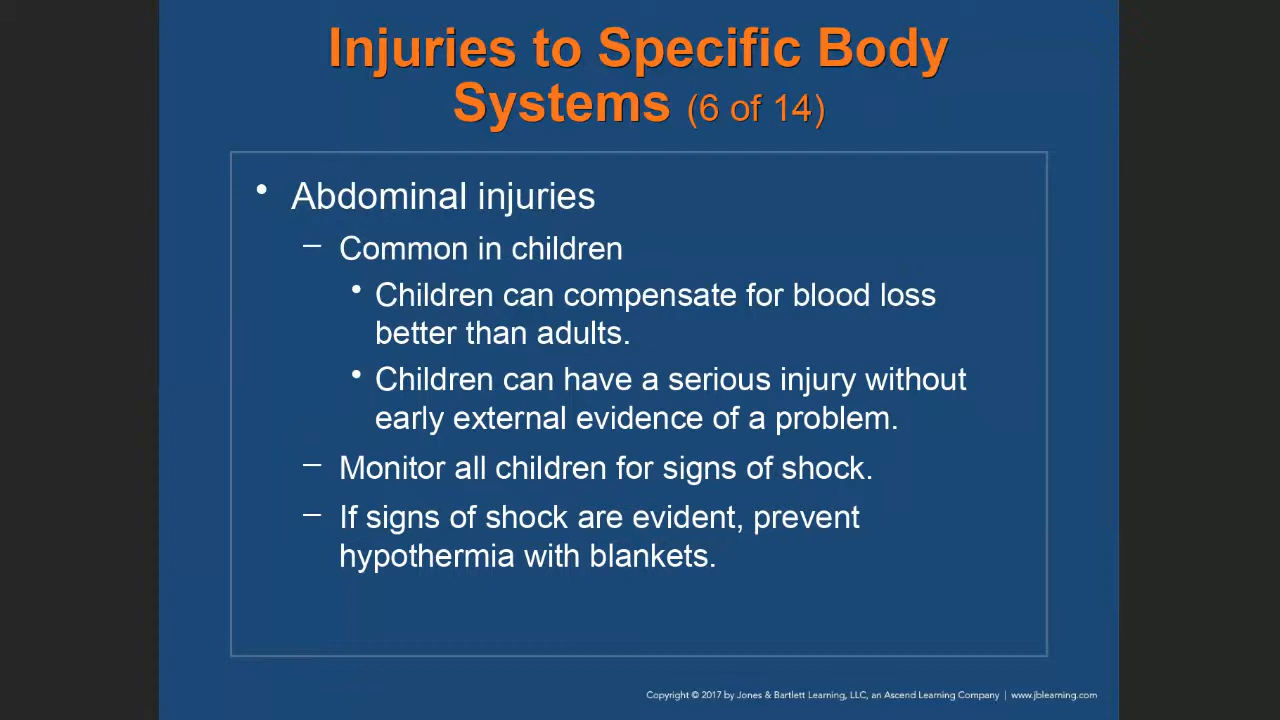 Injuries to Specific Body
Systems (6 of 14)
• Abdominal injuries
– Common in children
• Children can compensate for blood loss
better than adults.
• Children can have a serious injury without
early external evidence of a problem.
– Monitor all children for signs of shock.
– If signs of shock are evident, prevent
hypothermia with blankets.
Copyright © 2017 by Jones & Bartlett Learning, LLC, an Ascend Learning Company | www.jblearning.com